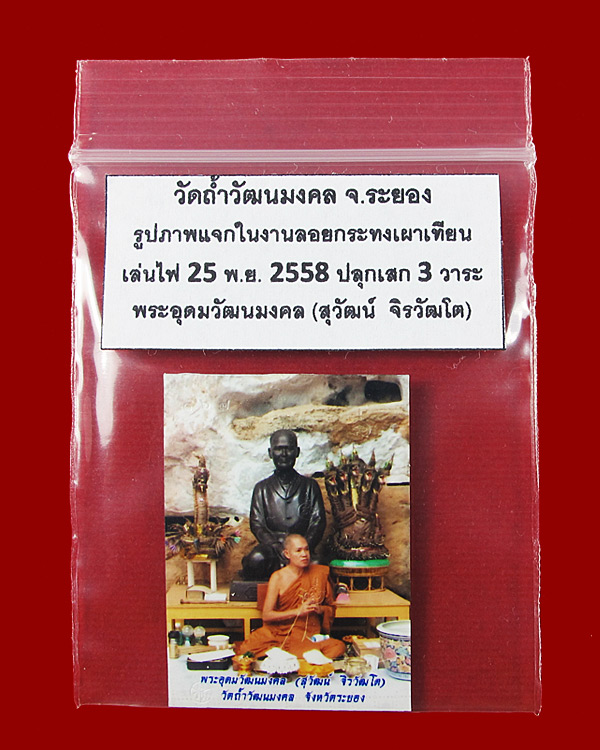 วัดถ้ำวัฒนมงคล จ.ระยอง
รูปภาพแจกในงานลอยกระทงเผาเทียน
เล่นไฟ 25 พ.ย. 2558 ปลุกเสก 3 วาระ
พระอุดมวัฒนมงคล (สุวัฒน์ จิรวัฒโต)
พระอุดมวัฒนมงคล (สุวัฒน์ จิรวัฒโต)
วัดถ้ำวัฒนมงคล จังหวัดระยอง